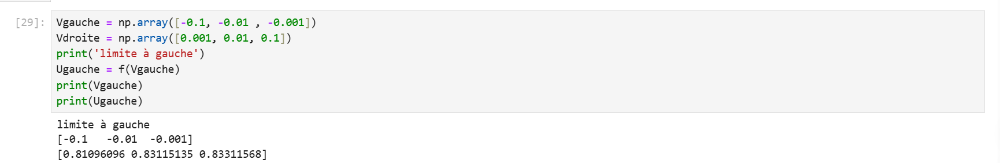 [29]:
Vgauche = np.array([-0.1, -0.01 , -0.001])
Vdroite = np.array([0.001, 0.01, 0.1])
print('limite à gauche')
Ugauche = f(Vgauche)
print(Vgauche)
print(Ugauche)
limite à gauche
[-0.1   -0.01  -0.001]
[0.81096096 0.83115135 0.83311568]